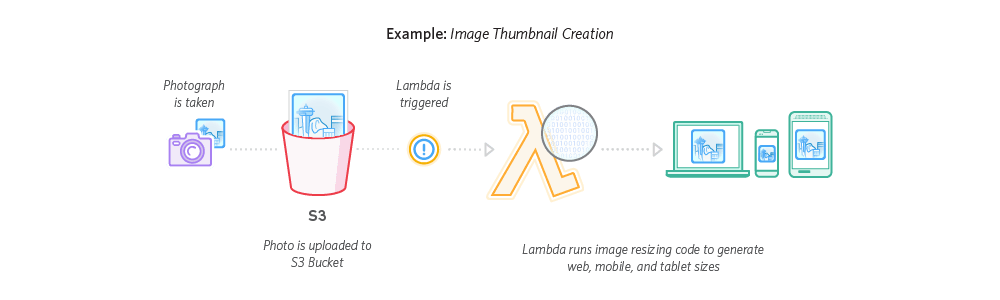 Example: Image Thumbnail Creation
Photograph
is taken
Lambda is
triggered
S3
Photo is uploaded to
S3 Bucket
Lambda runs image resizing code to generate
web, mobile, and tablet sizes